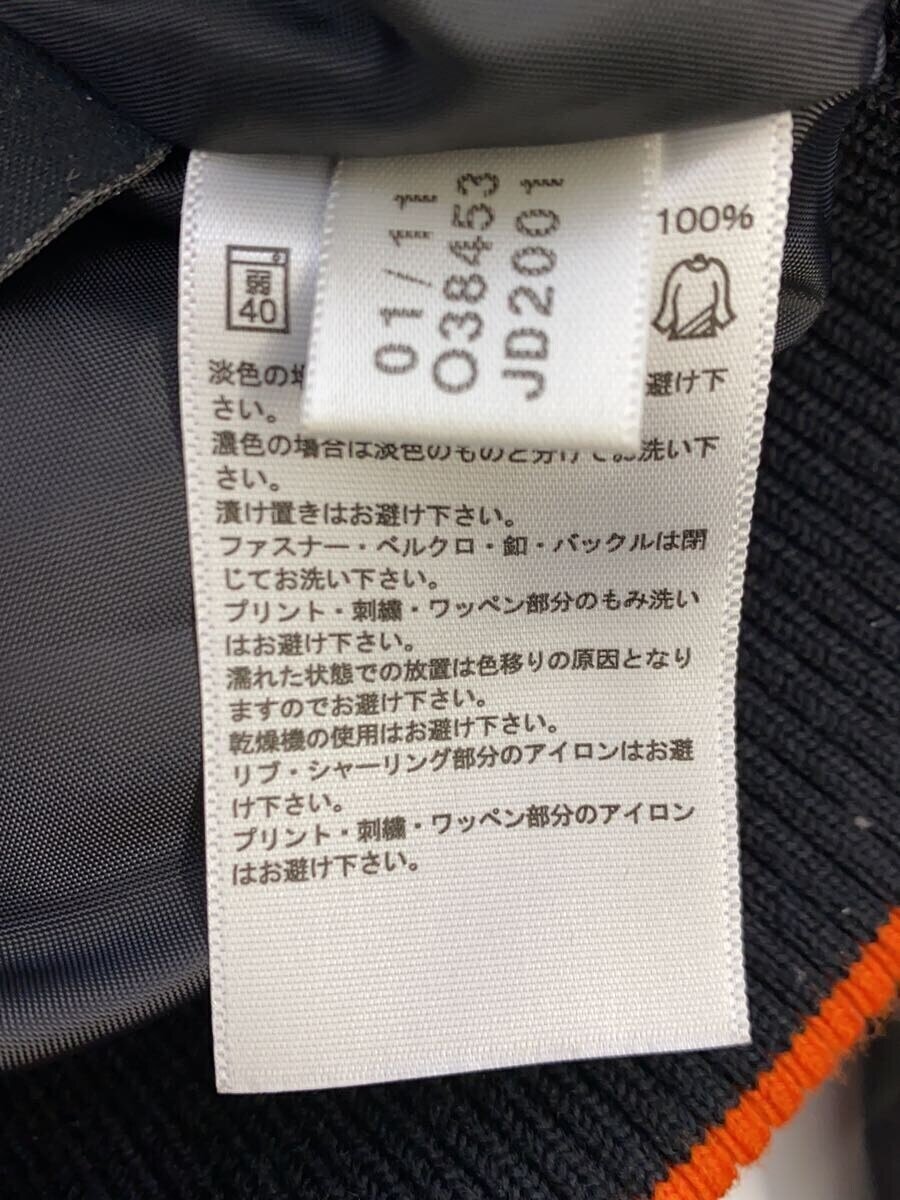 01/11
O38453
JD2001
100%
弱
40
淡色の場
避け下
さい。
濃色の場合は淡色のものと分けてお洗い下
さい。
漬け置きはお避け下さい。
ファスナー・ベルクロ・釦・バックルは閉
じてお洗い下さい。
プリント・刺繍・ワッペン部分のもみ洗い
はお避け下さい。
濡れた状態での放置は色移りの原因となり
ますのでお避け下さい。
乾燥機の使用はお避け下さい。
リブ・シャーリング部分のアイロンはお避
け下さい。
プリント・刺繍・ワッペン部分のアイロン
はお避け下さい。